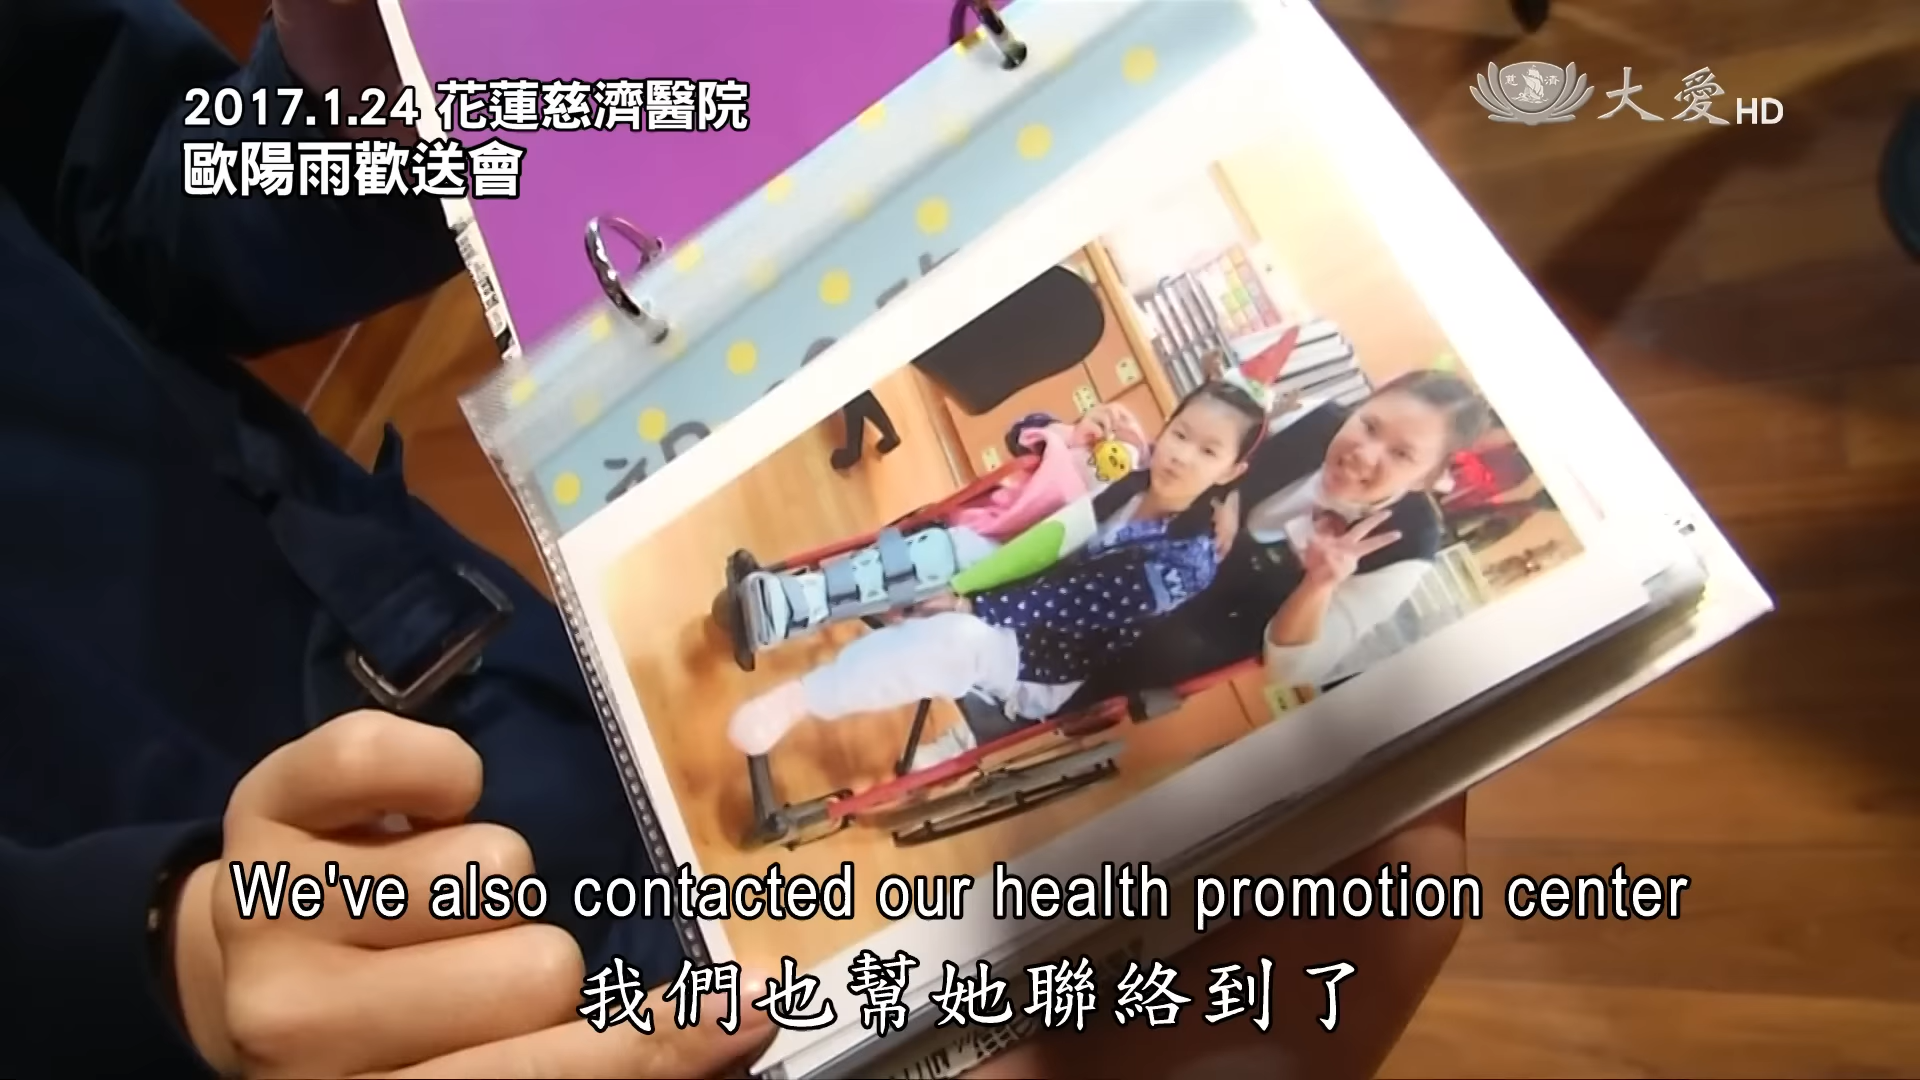 2017.1.24 花蓮慈濟醫院
歐陽雨歡送會
大愛HD
We've also contacted our health promotion center
我們也幫她聯絡到了